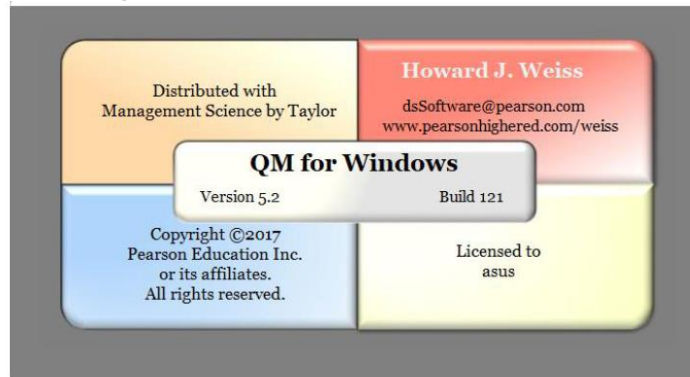 Distributed with
Management Science by Taylor
Howard J. Weiss
dsSoftware@pearson.com
www.pearsonhighered.com/weiss
QM for Windows
Version 5.2
Build 121
Copyright ©2017
Pearson Education Inc.
or its affiliates.
All rights reserved.
Licensed to
asus